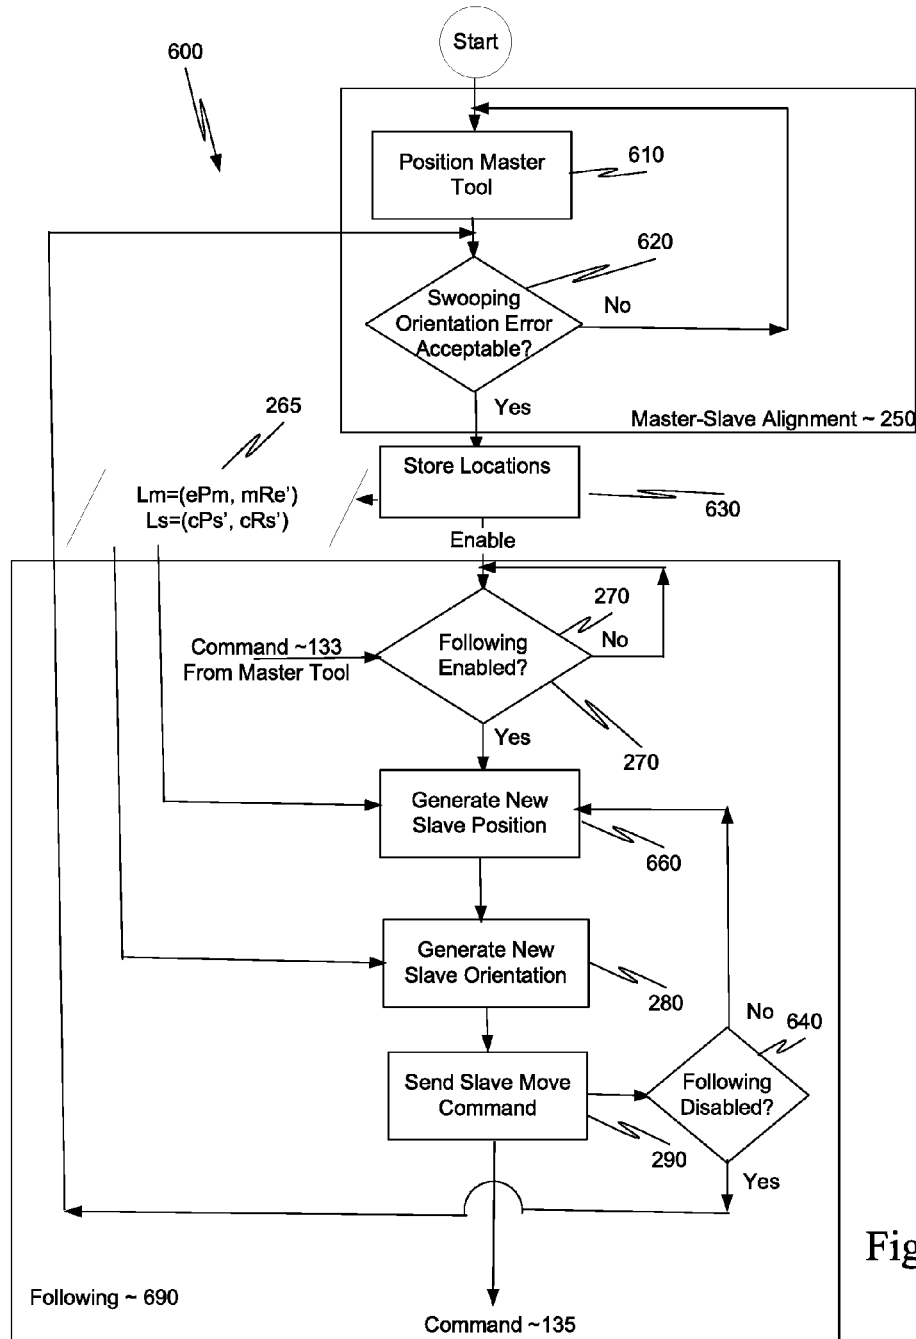 Start
600
Position Master
Tool
610
620
Swooping
Orientation Error
Acceptable?
No
Yes
Master-Slave Alignment ~ 250
265
Store Locations
Lm=(ePm, mRe')
Ls=(cPs', cRs')
630
Enable
270
Command ~133
From Master Tool
Following
Enabled?
No
Yes
270
Generate New
Slave Position
660
Generate New
Slave Orientation
280
No
640
Send Slave Move
Command
Following
Disabled?
290
Yes
Fig
Following ~ 690
Command ~135